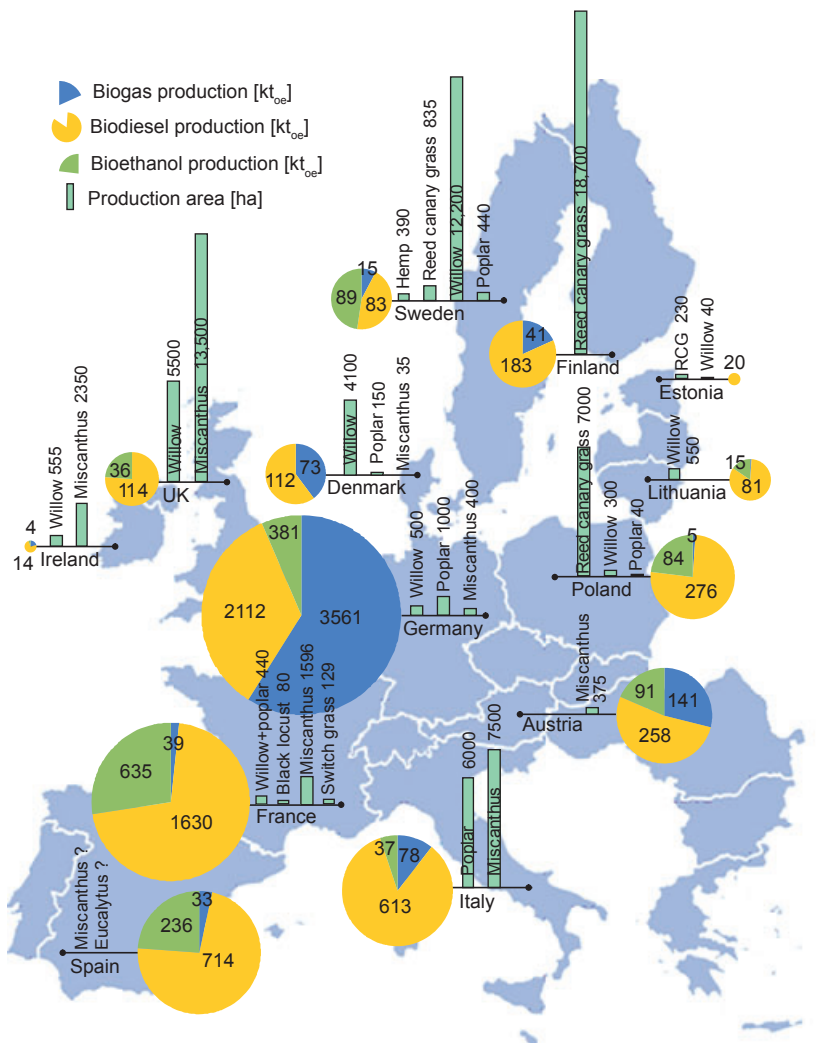 Biogas production [ktoe]
Biodiesel production [ktoe]
Bioethanol production [ktoe]
Production area [ha]
Hemp 390
Reed canary grass 835
Willow 12,200
Poplar 440
15
89
83
Sweden
Reed canary grass 18,700
41
183
Finland
RCG 230
Willow 40
20
Estonia
Willow 5500
Miscanthus 13,500
36
114
UK
Willow 4100
Poplar 150
Miscanthus 35
73
112
Denmark
Willow
550
15
81
Lithuania
Willow 555
Miscanthus 2350
4
14
Ireland
381
2112
3561
Willow 500
Poplar 1000
Miscanthus 400
Germany
Reed canary grass 7000
Willow 300
Poplar 40
5
84
276
Poland
Miscanthus
375
91
141
258
Austria
39
635
1630
Willow+poplar 440
Black locust 80
Miscanthus 1596
Switch grass 129
France
Poplar 6000
Miscanthus 7500
37
78
613
Italy
Miscanthus ?
Eucalytus ?
33
236
714
Spain